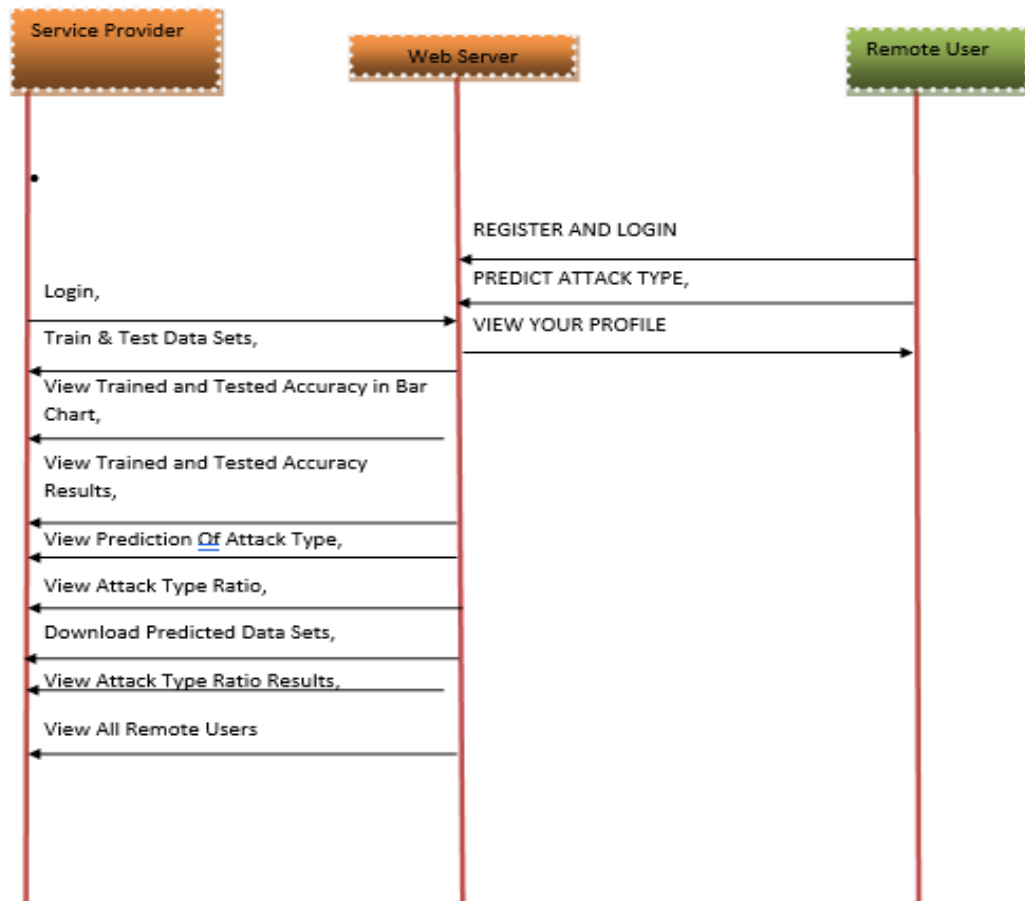 Service Provider
Web Server
Remote User
REGISTER AND LOGIN
PREDICT ATTACK TYPE,
VIEW YOUR PROFILE
Login,
Train & Test Data Sets,
View Trained and Tested Accuracy in Bar
Chart,
View Trained and Tested Accuracy
Results,
View Prediction Of Attack Type,
View Attack Type Ratio,
Download Predicted Data Sets,
View Attack Type Ratio Results,
View All Remote Users